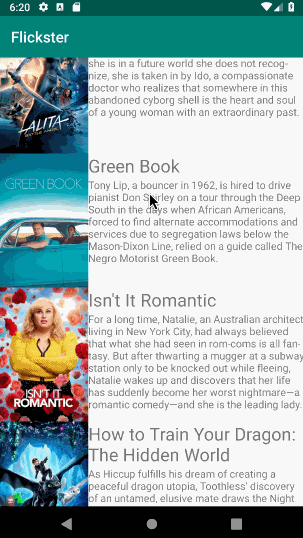 6:20
Flickster
she is in a future world she does not recog-
nize, she is taken in by Ido, a compassionate
doctor who realizes that somewhere in this
abandoned cyborg shell is the heart and soul
of a young woman with an extraordinary past.
ALITA
Green Book
GREEN BOOK
Tony Lip, a bouncer in 1962, is hired to drive
pianist Don Shirley on a tour through the Deep
South in the days when African Americans,
forced to find alternate accommodations and
services due to segregation laws below the
Mason-Dixon Line, relied on a guide called The
Negro Motorist Green Book.
Isn't It Romantic
For a long time, Natalie, an Australian architect
living in New York City, had always believed
that what she had seen in rom-coms is all fan-
tasy. But after thwarting a mugger at a subway
station only to be knocked out while fleeing,
Natalie wakes up and discovers that her life
has suddenly become her worst nightmare—a
romantic comedy—and she is the leading lady.
ISN'T IT
ROMANTIC
How to Train Your Dragon:
The Hidden World
As Hiccup fulfills his dream of creating a
peaceful dragon utopia, Toothless' discovery
of an untamed, elusive mate draws the Night